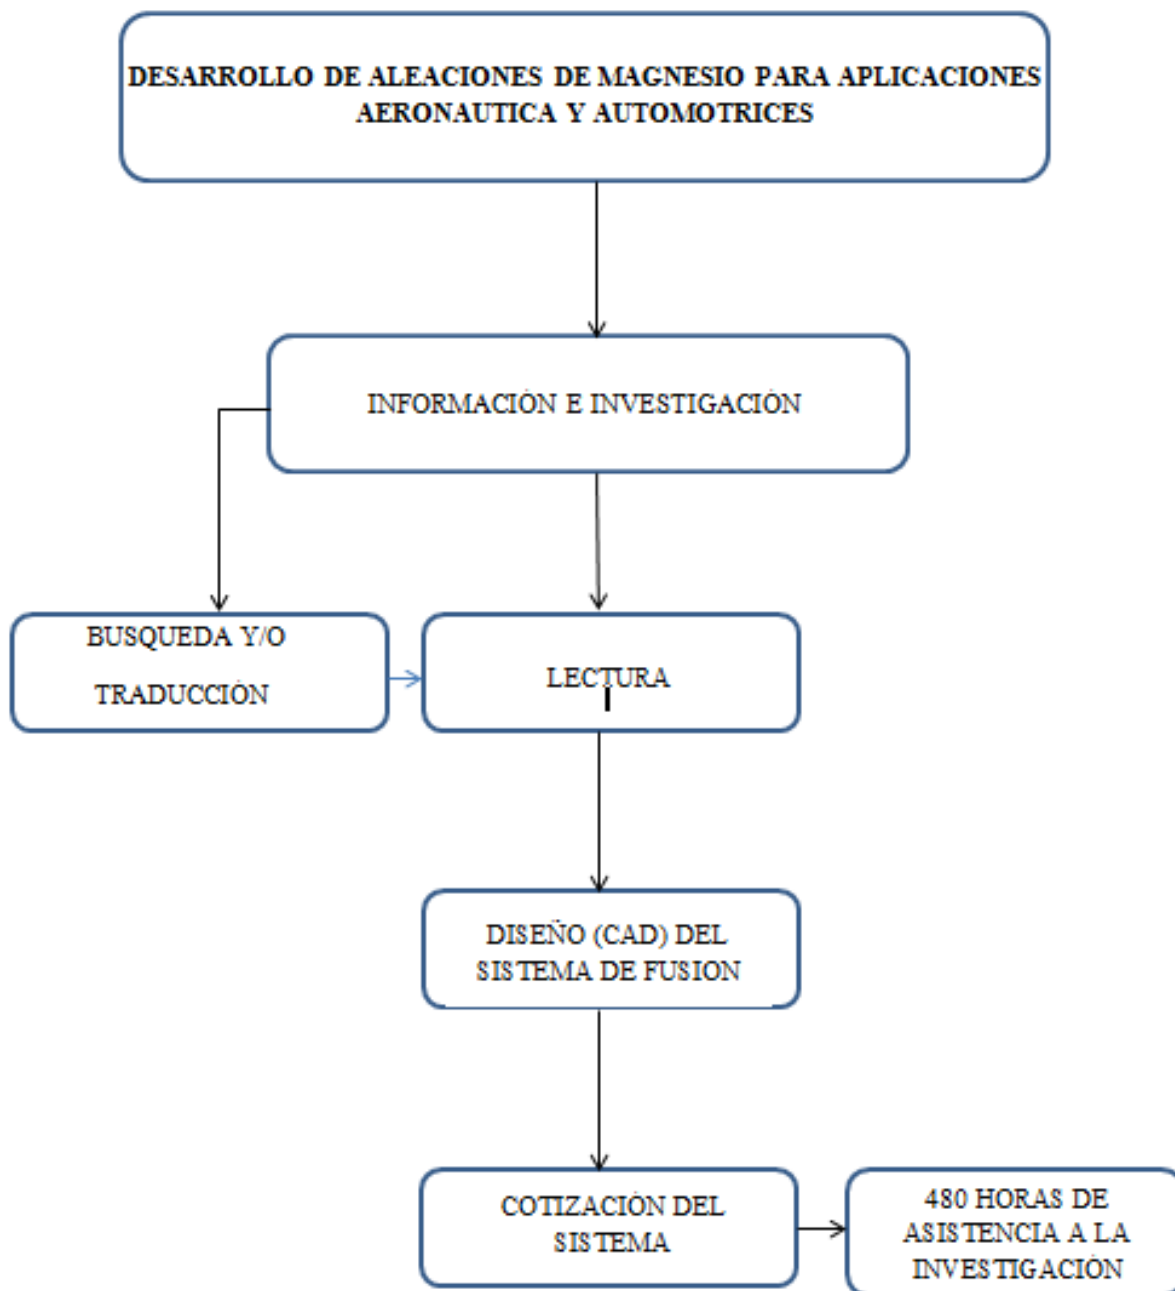 DESARROLLO DE ALEACIONES DE MAGNESIO PARA APLICACIONES
AERONAUTICA Y AUTOMOTRICES
INFORMACIÓN E INVESTIGACIÓN
BUSQUEDA Y/O
TRADUCCIÓN
LECTURA
DISEÑO (CAD) DEL
SISTEMA DE FUSION
COTIZACIÓN DEL
SISTEMA
480 HORAS DE
ASISTENCIA A LA
INVESTIGACIÓN